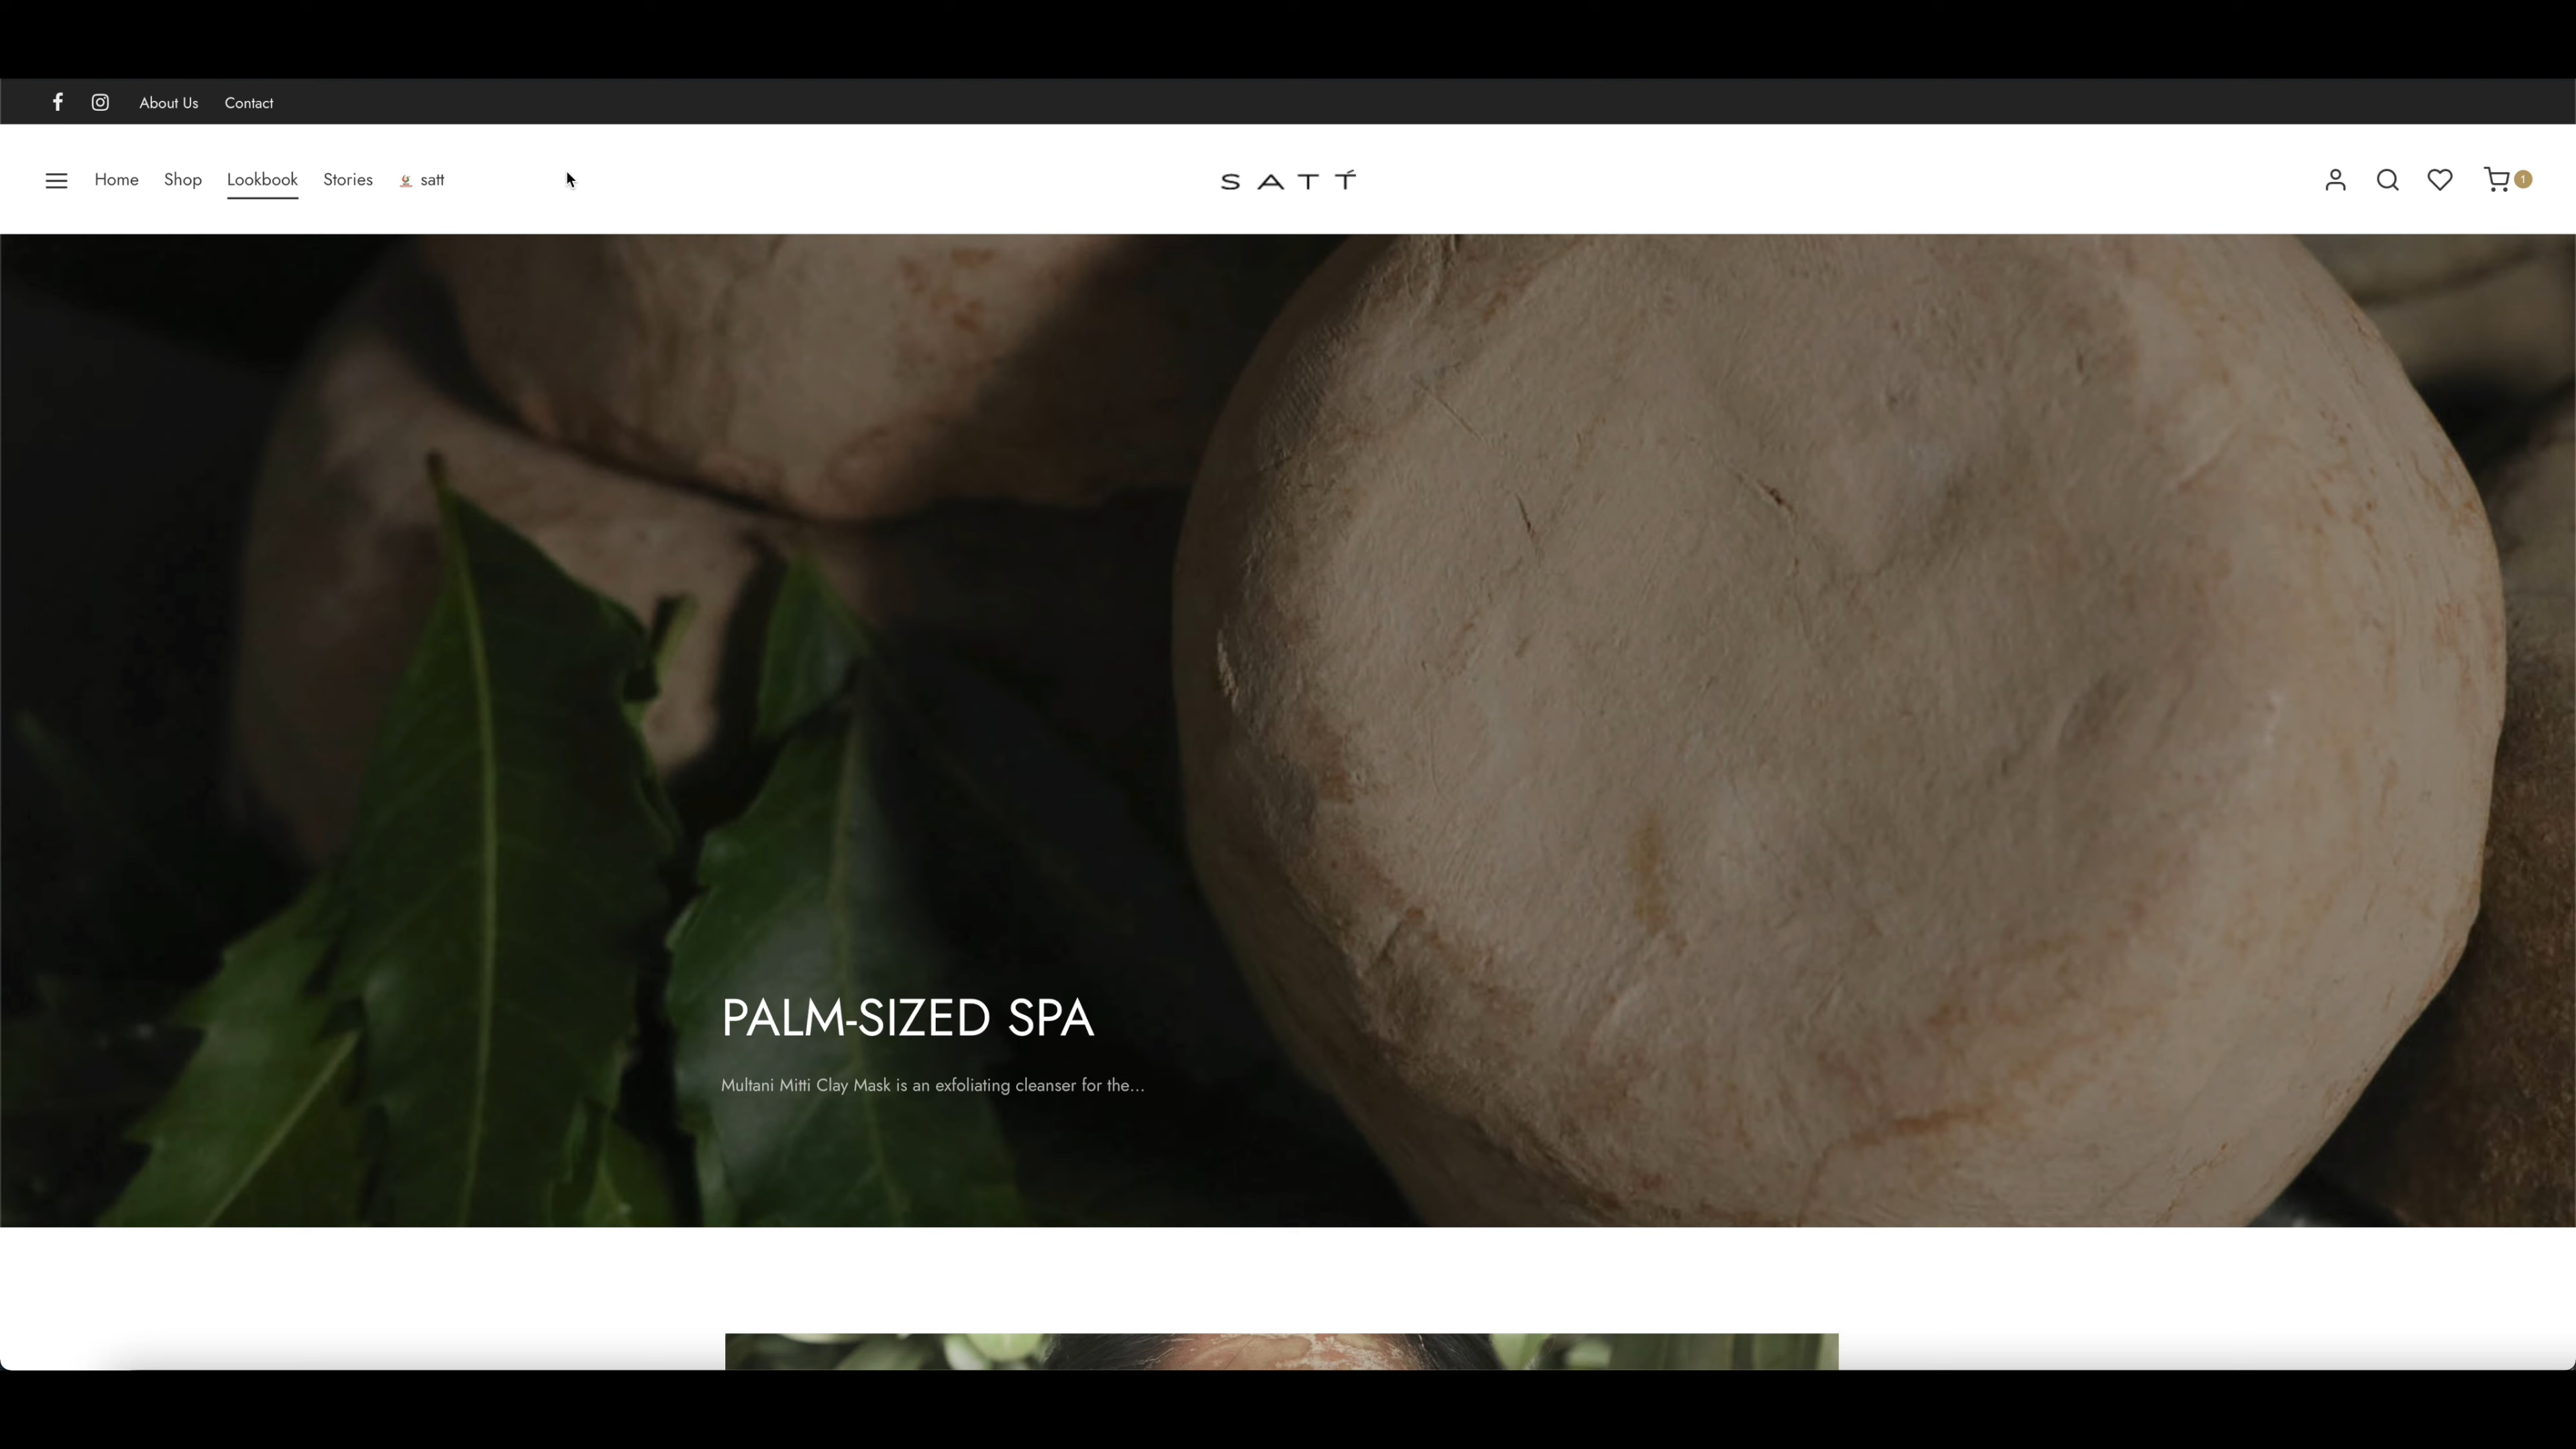 About Us Contact
Home Shop Lookbook Stories satt
SATT́
1
PALM-SIZED SPA
Multani Mitti Clay Mask is an exfoliating cleanser for the...